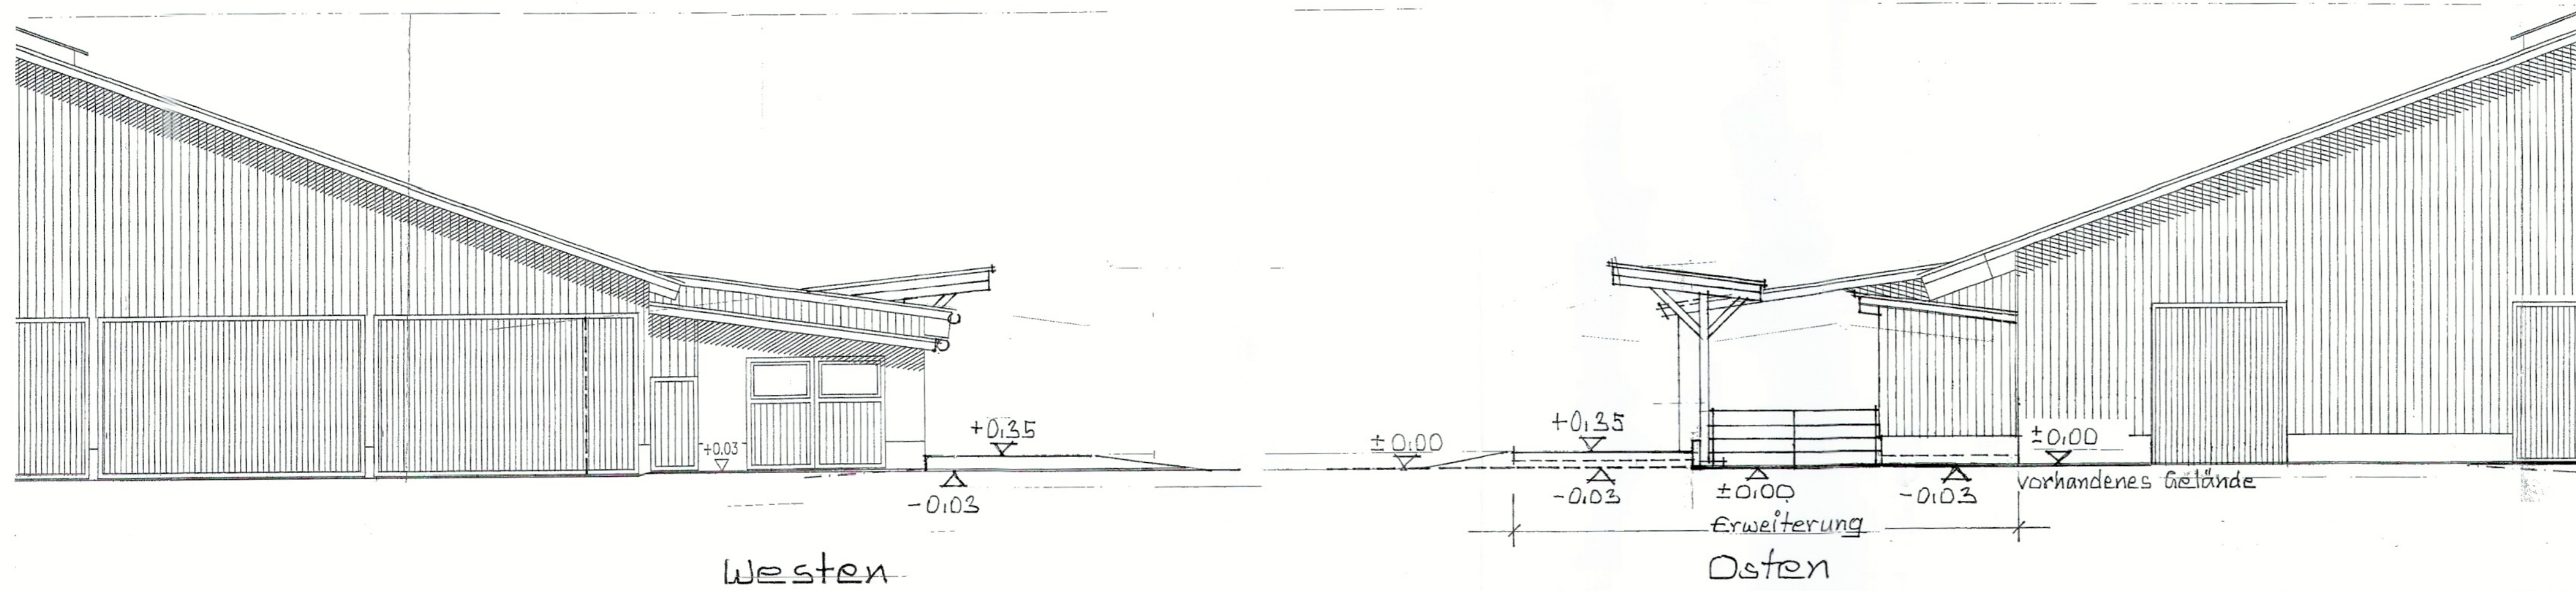 +0,35
+0,35
±0,00
±0,00
+0.03
-0,03
±0,00
-0,03
vorhandenes Gelände
-0,03
Erweiterung
Westen
Osten